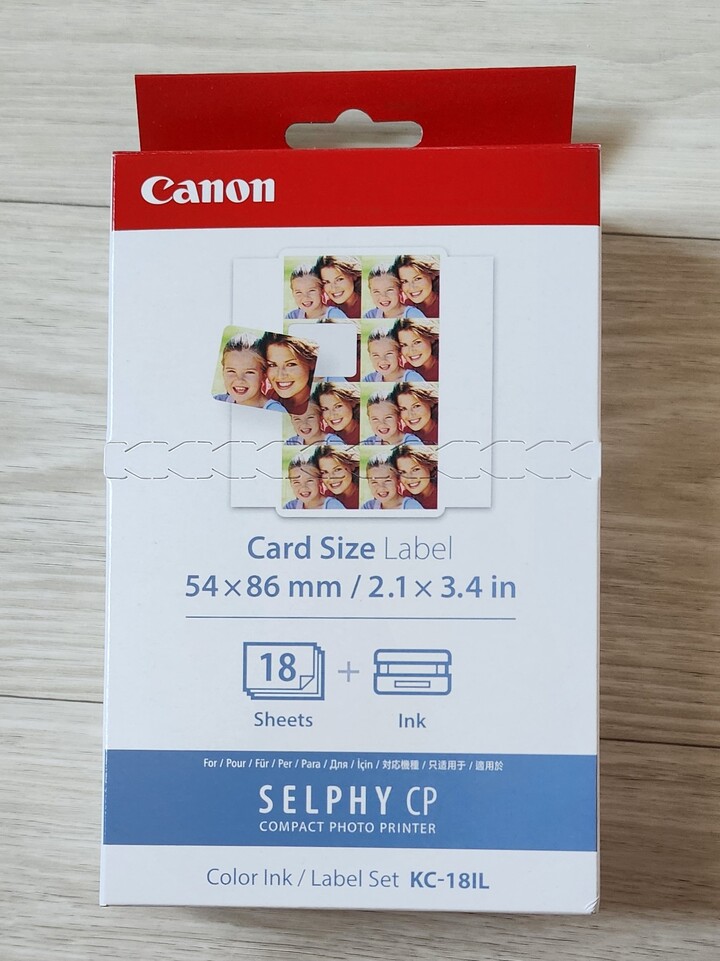 Canon
Card Size Label
54×86 mm / 2.1× 3.4 in
18
+
Sheets
Ink
For / Pour / Für / Per / Para / Для / İçin / 対応機種 / 只适用于 / 適用於
SELPHY CP
COMPACT PHOTO PRINTER
Color Ink / Label Set KC-18IL